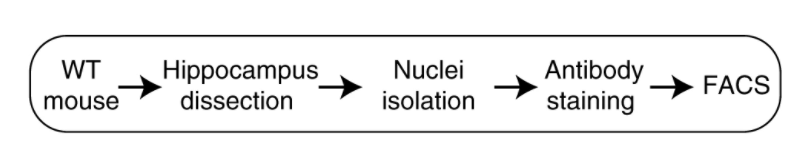 WT
mouse
Hippocampus
dissection
Nuclei
isolation
Antibody
staining
FACS